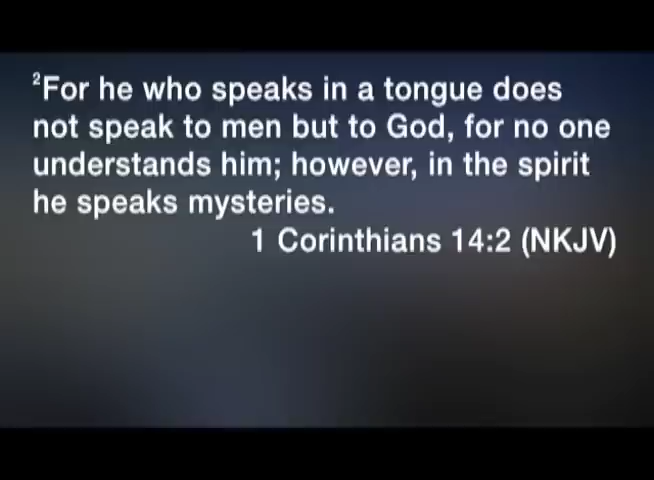 ²For he who speaks in a tongue does
not speak to men but to God, for no one
understands him; however, in the spirit
he speaks mysteries.
1 Corinthians 14:2 (NKJV)